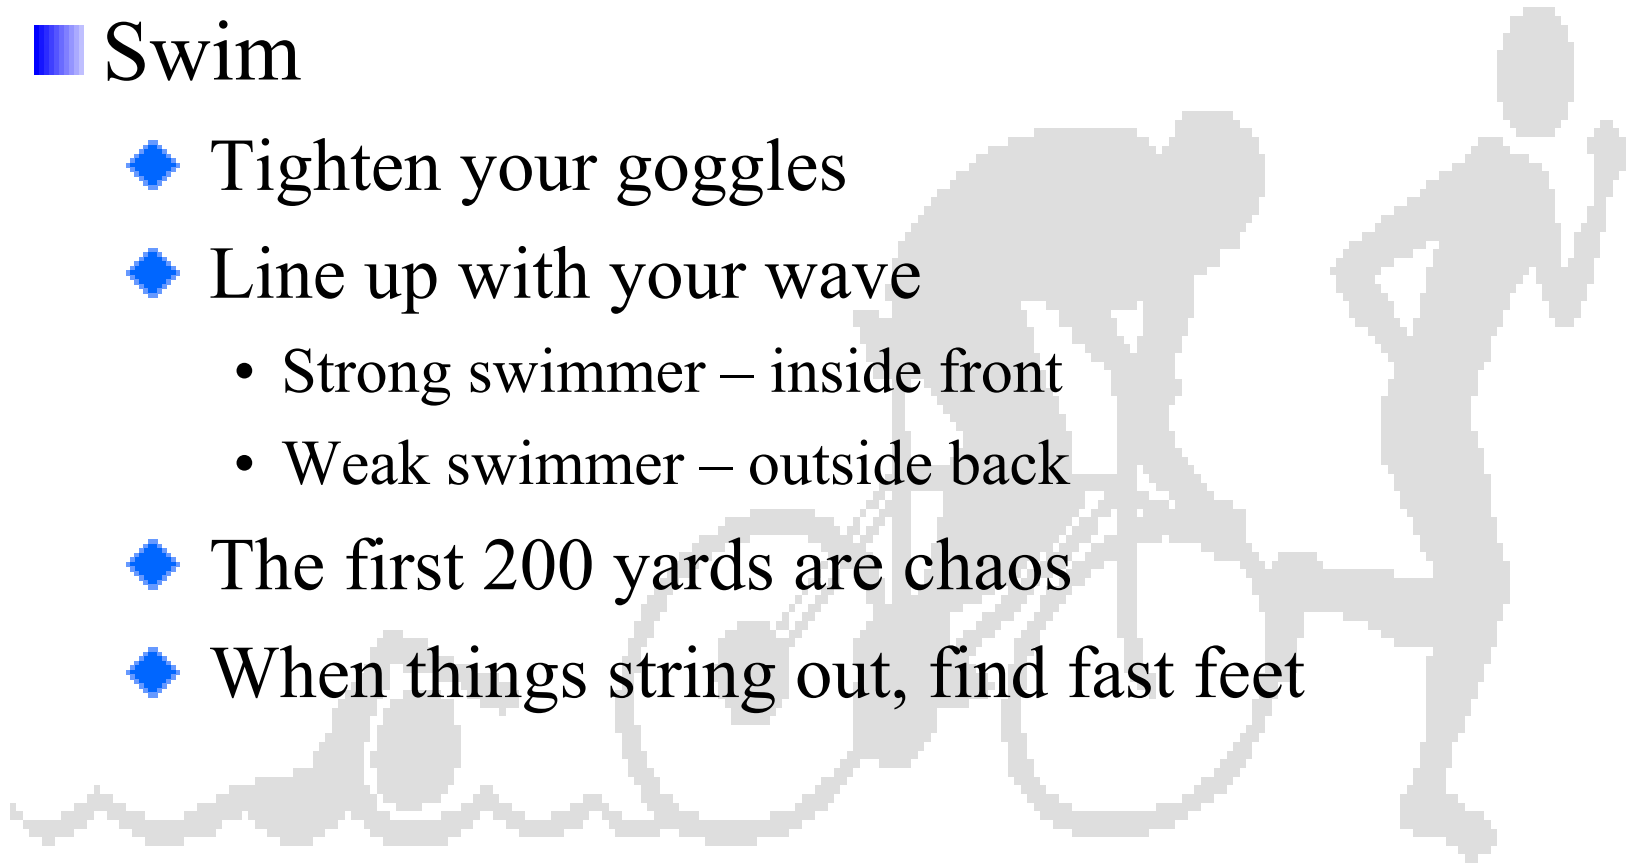 Swim
Tighten your goggles
Line up with your wave
• Strong swimmer – inside front
• Weak swimmer – outside back
The first 200 yards are chaos
When things string out, find fast feet